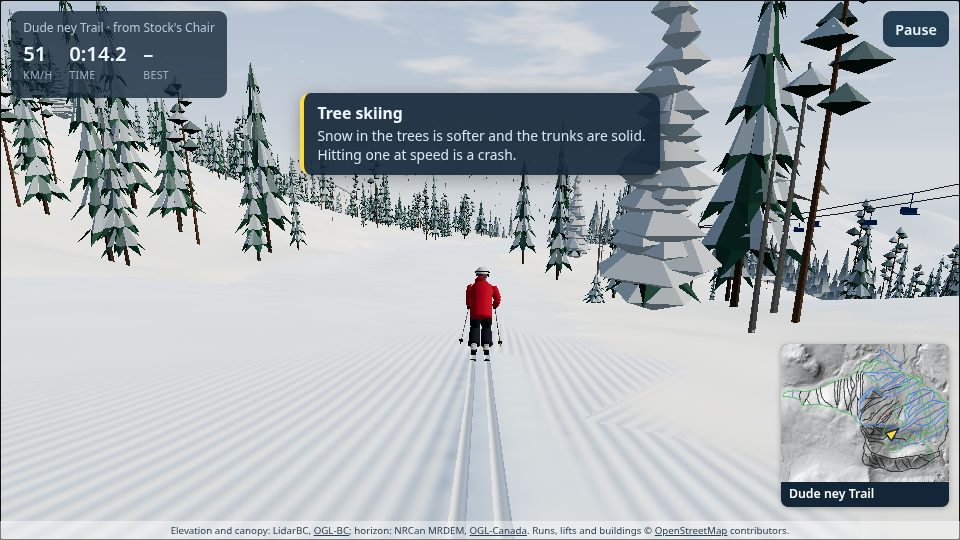 Dude ney Trail · from Stock's Chair
51 0:14.2 –
KM/H TIME BEST
Pause
Tree skiing
Snow in the trees is softer and the trunks are solid.
Hitting one at speed is a crash.
Dude ney Trail
Elevation and canopy: LidarBC, OGL-BC; horizon: NRCan MRDEM, OGL-Canada. Runs, lifts and buildings © OpenStreetMap contributors.